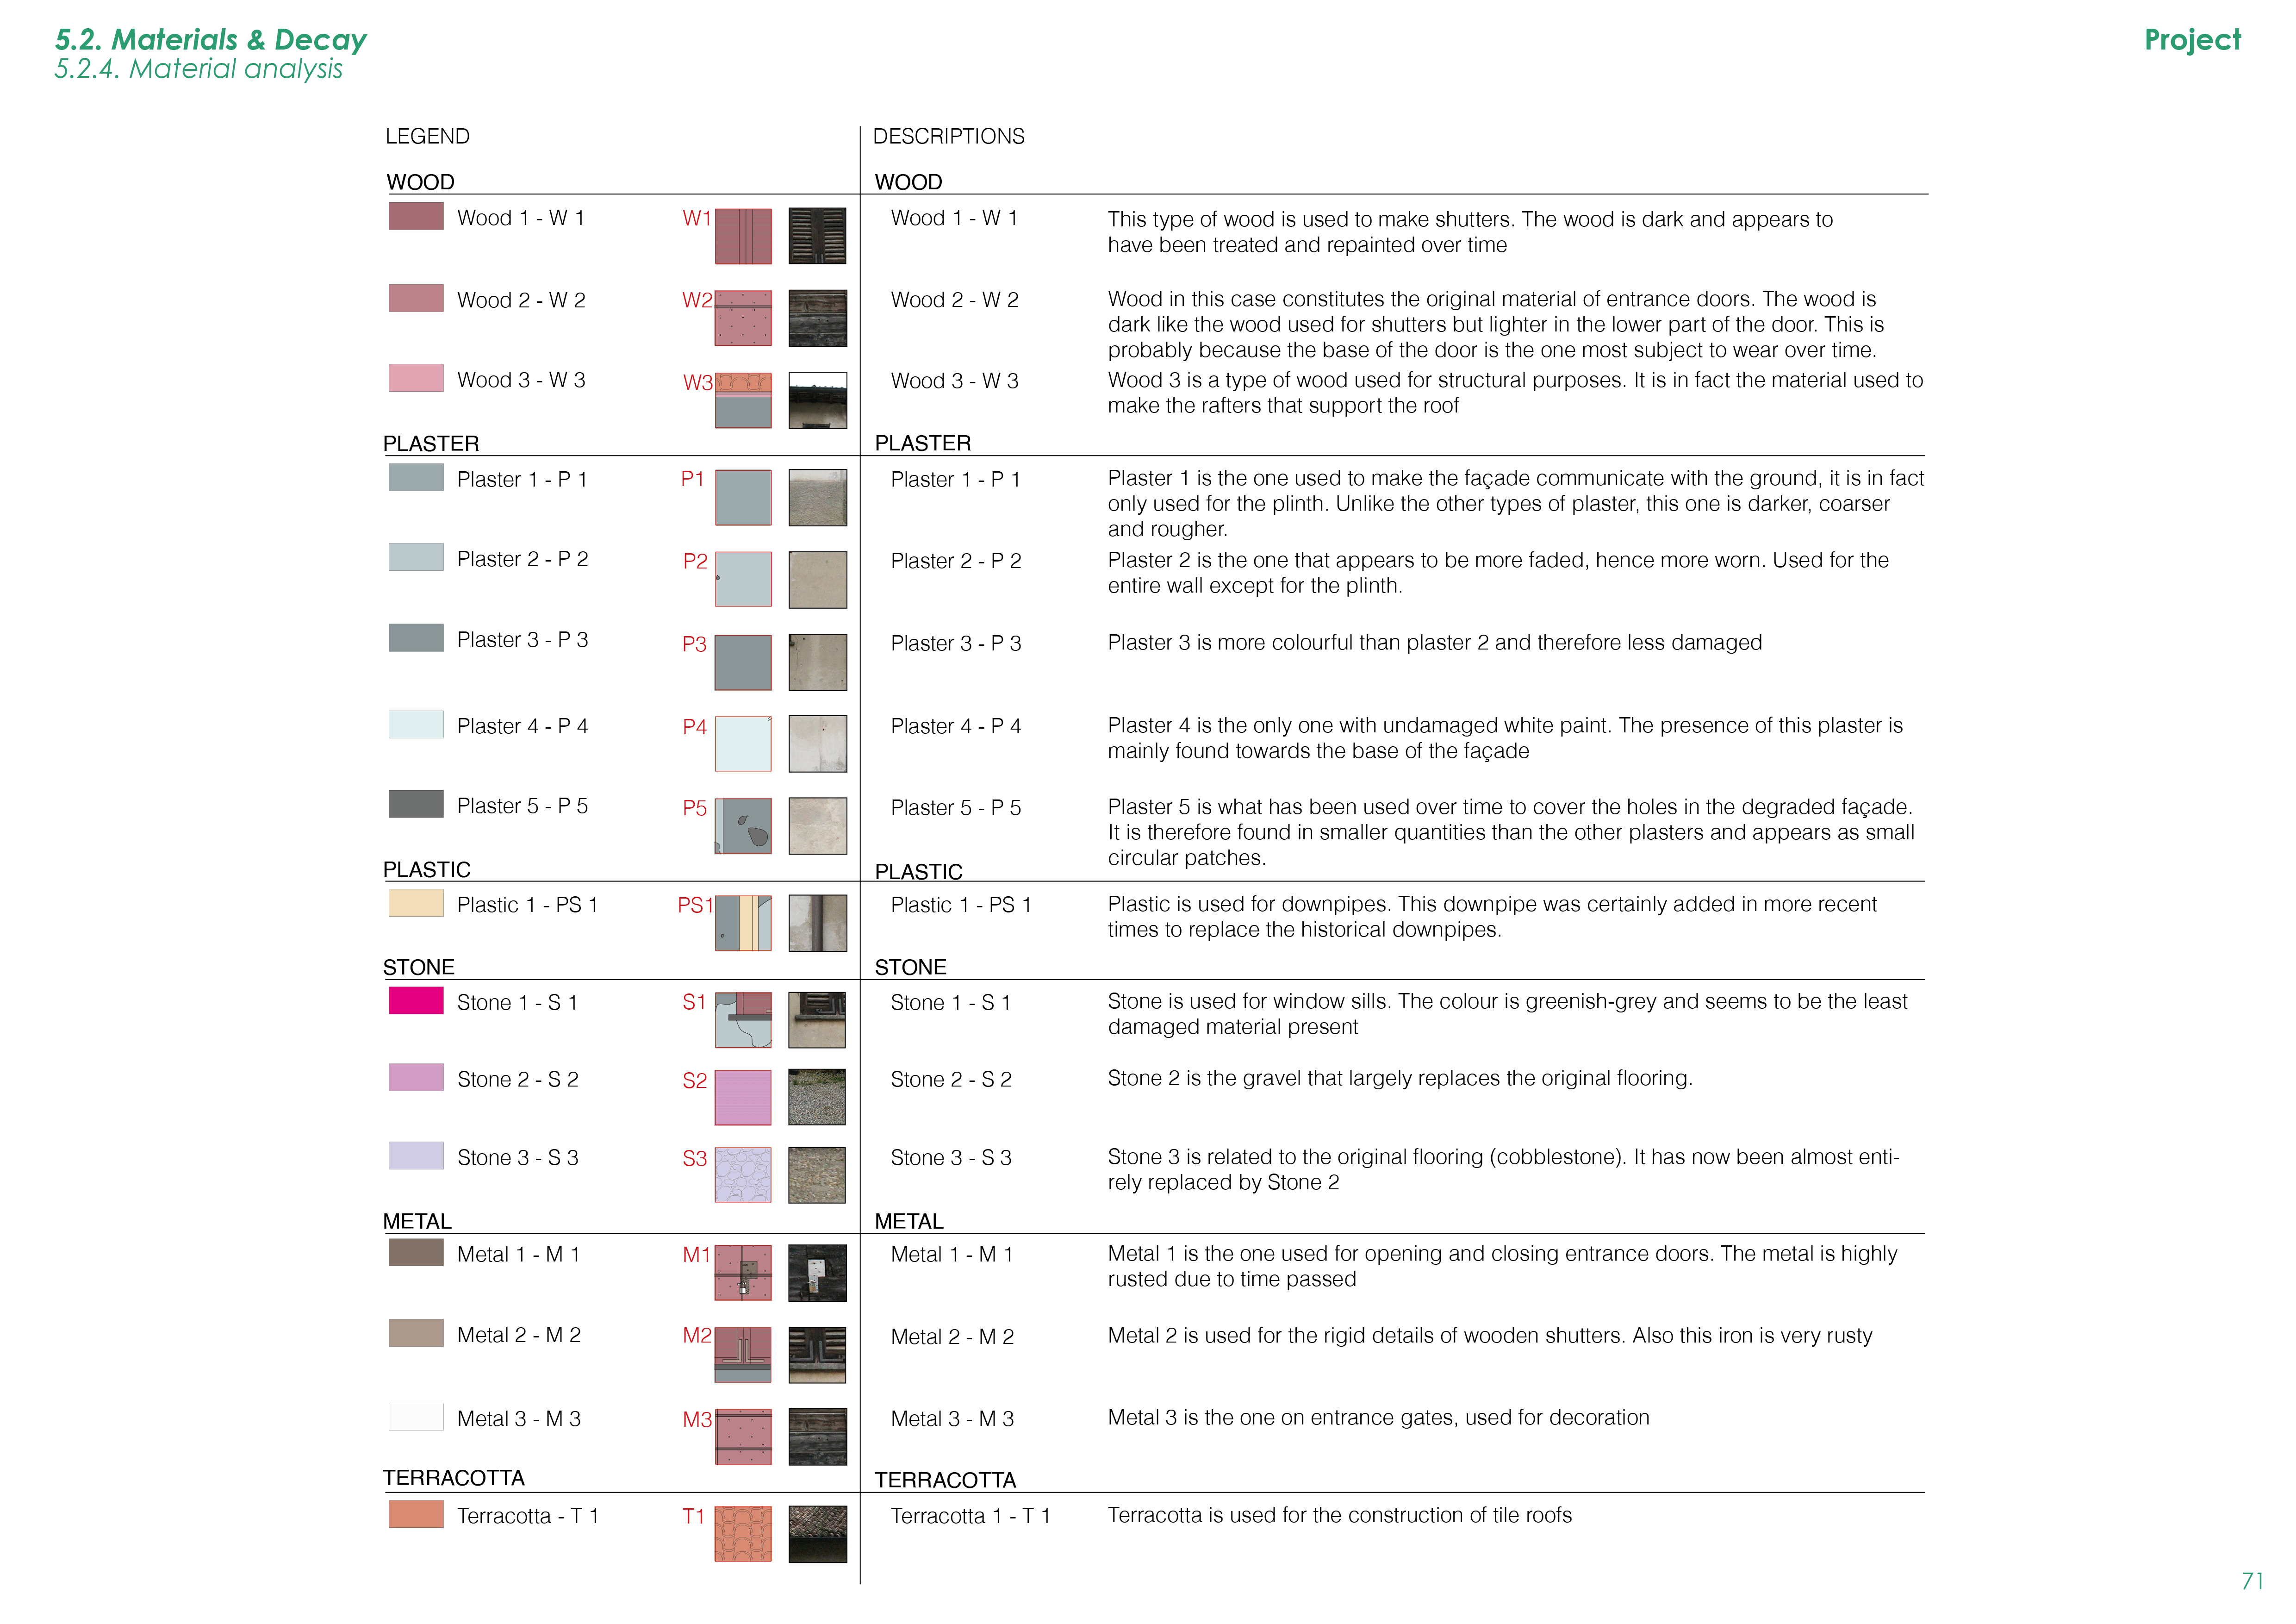 5.2. Materials & Decay
5.2.4. Material analysis
Project
LEGEND
DESCRIPTIONS
WOOD
WOOD
Wood 1 - W 1
W1
Wood 1 - W 1
This type of wood is used to make shutters. The wood is dark and appears to
have been treated and repainted over time
Wood 2 - W 2
W2
Wood 2 - W 2
Wood in this case constitutes the original material of entrance doors. The wood is
dark like the wood used for shutters but lighter in the lower part of the door. This is
probably because the base of the door is the one most subject to wear over time.
Wood 3 - W 3
W3
Wood 3 - W 3
Wood 3 is a type of wood used for structural purposes. It is in fact the material used to
make the rafters that support the roof
PLASTER
PLASTER
Plaster 1 - P 1
P1
Plaster 1 - P 1
Plaster 1 is the one used to make the façade communicate with the ground, it is in fact
only used for the plinth. Unlike the other types of plaster, this one is darker, coarser
and rougher.
Plaster 2 - P 2
P2
Plaster 2 - P 2
Plaster 2 is the one that appears to be more faded, hence more worn. Used for the
entire wall except for the plinth.
Plaster 3 - P 3
P3
Plaster 3 - P 3
Plaster 3 is more colourful than plaster 2 and therefore less damaged
Plaster 4 - P 4
P4
Plaster 4 - P 4
Plaster 4 is the only one with undamaged white paint. The presence of this plaster is
mainly found towards the base of the façade
Plaster 5 - P 5
P5
Plaster 5 - P 5
Plaster 5 is what has been used over time to cover the holes in the degraded façade.
It is therefore found in smaller quantities than the other plasters and appears as small
circular patches.
PLASTIC
PLASTIC
Plastic 1 - PS 1
PS1
Plastic 1 - PS 1
Plastic is used for downpipes. This downpipe was certainly added in more recent
times to replace the historical downpipes.
STONE
STONE
Stone 1 - S 1
S1
Stone 1 - S 1
Stone is used for window sills. The colour is greenish-grey and seems to be the least
damaged material present
Stone 2 - S 2
S2
Stone 2 - S 2
Stone 2 is the gravel that largely replaces the original flooring.
Stone 3 - S 3
S3
Stone 3 - S 3
Stone 3 is related to the original flooring (cobblestone). It has now been almost enti-
rely replaced by Stone 2
METAL
METAL
Metal 1 - M 1
M1
Metal 1 - M 1
Metal 1 is the one used for opening and closing entrance doors. The metal is highly
rusted due to time passed
Metal 2 - M 2
M2
Metal 2 - M 2
Metal 2 is used for the rigid details of wooden shutters. Also this iron is very rusty
Metal 3 - M 3
M3
Metal 3 - M 3
Metal 3 is the one on entrance gates, used for decoration
TERRACOTTA
TERRACOTTA
Terracotta - T 1
T1
Terracotta 1 - T 1
Terracotta is used for the construction of tile roofs
71